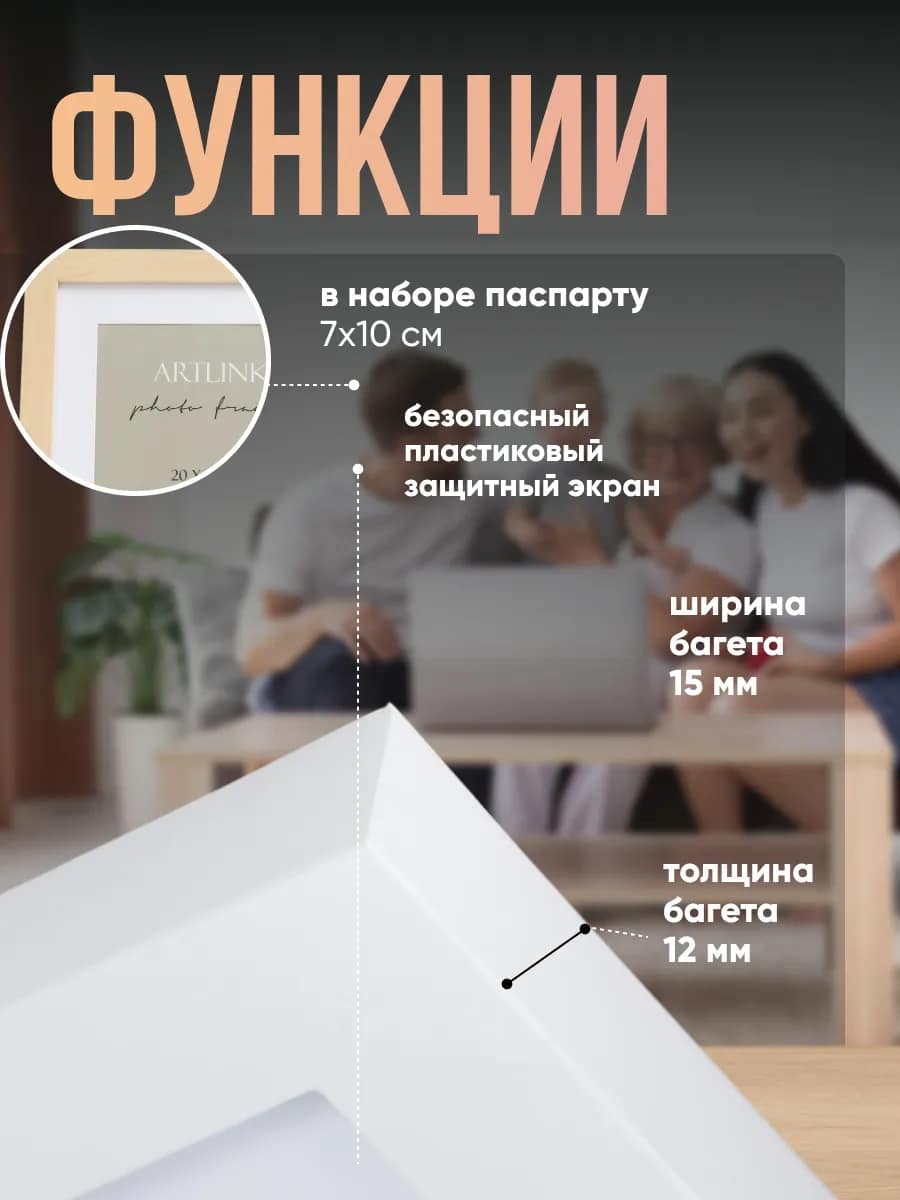 ФУНКЦИИ
в наборе паспарту
7х10 см
ARTLINK
photo
20 X
безопасный
пластиковый
защитный экран
ширина
багета
15 мм
толщина
багета
12 мм